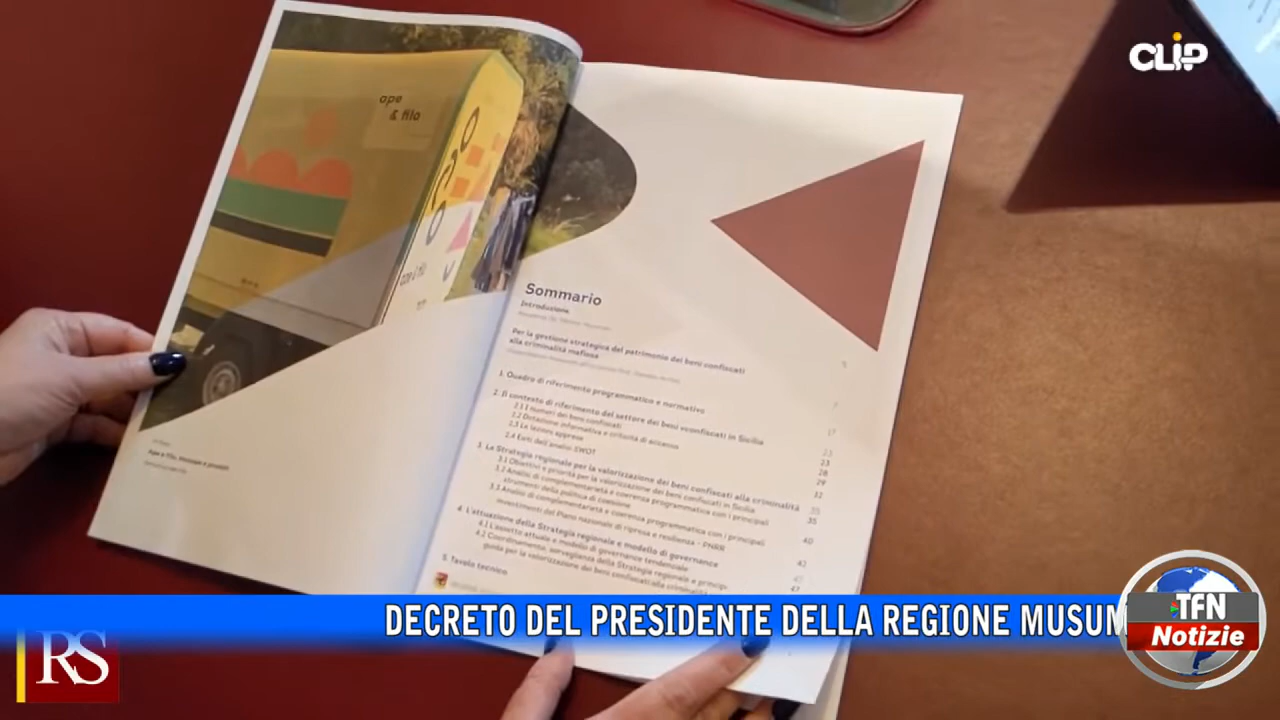 CLIP
ape
& filo
ape & filo
Sommario
Introduzione
Per la gestione strategica del patrimonio dei beni confiscati
alla criminalità mafiosa
1. Quadro di riferimento programmatico e normativo
2. Il contesto di riferimento del settore dei beni sconfiscati in Sicilia
2.1 I numeri dei beni confiscati
2.2 Dotazione informativa e criticità di accesso
2.3 Le lezioni apprese
2.4 Esiti dell'analisi SWOT
3. La Strategia regionale per la valorizzazione dei beni confiscati alla criminalità
3.1 Obiettivi e priorità per la valorizzazione dei beni confiscati in Sicilia
3.2 Analisi di complementarietà e coerenza programmatica con i principali
strumenti della politica di coesione
3.3 Analisi di complementarietà e coerenza programmatica con i principali
investimenti del Piano nazionale di ripresa e resilienza - PNRR
4. L'attuazione della Strategia regionale e modello di governance
4.1 L'assetto attuale e modello di governance tendenziale
4.2 Coordinamento, sorveglianza della Strategia regionale e principi
guida per la valorizzazione dei beni confiscati alla criminalità
5. Tavolo tecnico
17
23
23
28
29
32
35
35
40
42
47
DECRETO DEL PRESIDENTE DELLA REGIONE MUSUM
TFN
Notizie
RS